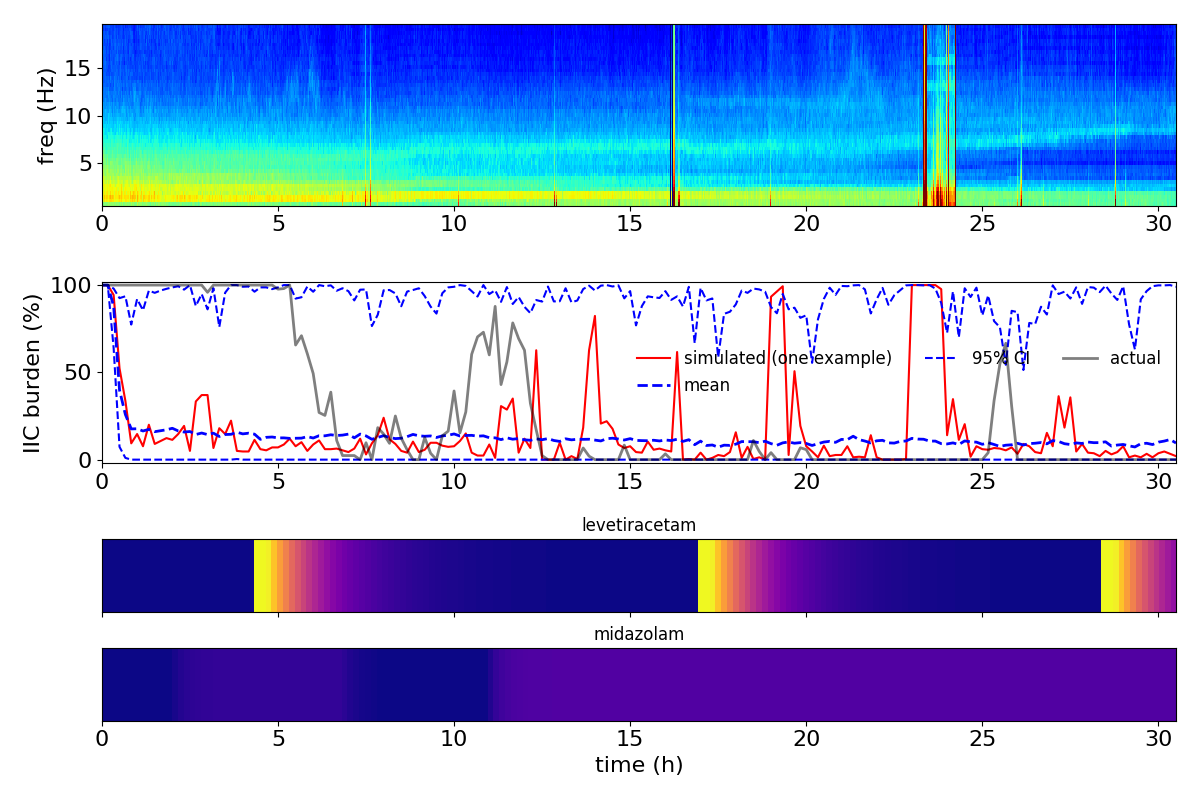 freq (Hz)
15
10
5
0 5 10 15 20 25 30
IIC burden (%)
100
50
0
simulated (one example) 95% CI actual
mean
0 5 10 15 20 25 30
levetiracetam
midazolam
0 5 10 15 20 25 30
time (h)